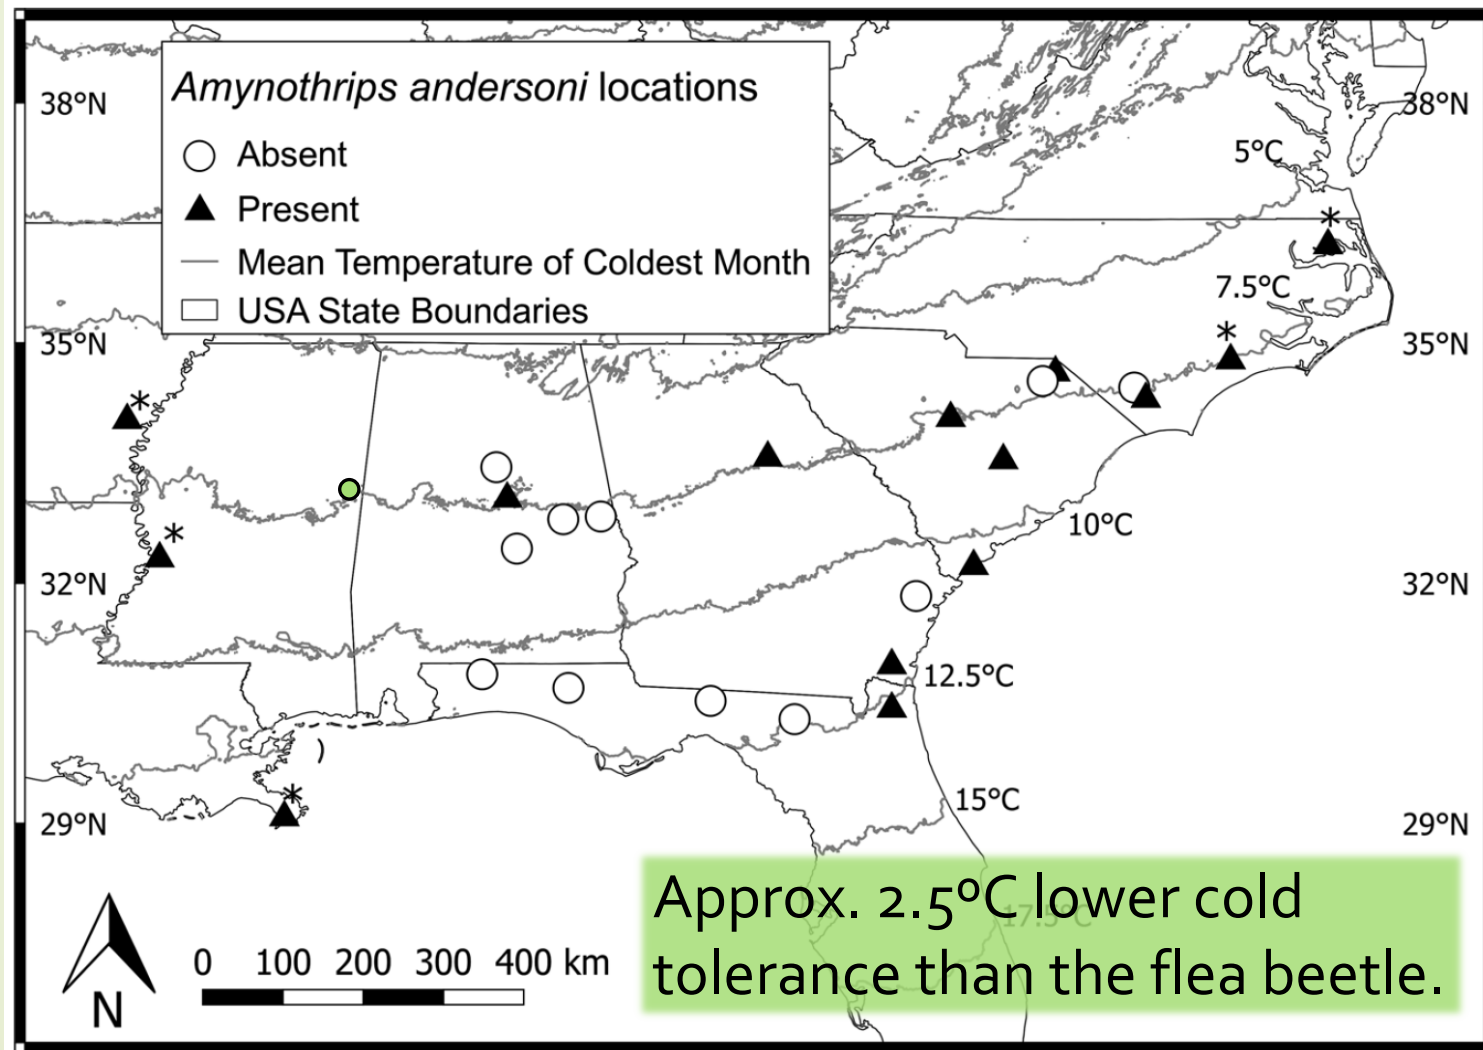 Amynothrips andersoni locations
Absent
Present
Mean Temperature of Coldest Month
USA State Boundaries
38°N
38°N
5°C
*
7.5°C
*
35°N
35°N
*
*
10°C
32°N
32°N
12.5°C
*
15°C
29°N
29°N
17.5°C
Approx. 2.5ºC lower cold
tolerance than the flea beetle.
0 100 200 300 400 km
N